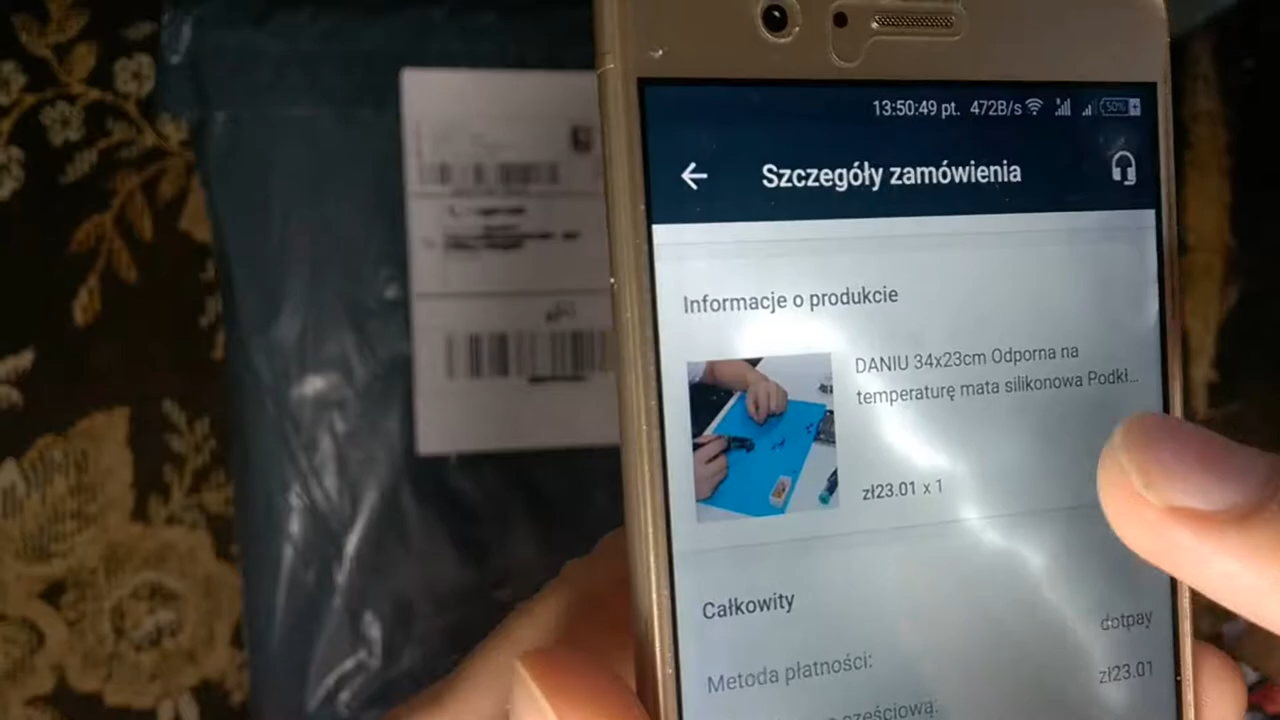 13:50:49 pt. 472B/s 50%
Szczegóły zamówienia
Informacje o produkcie
DANIU 34x23cm Odporna na
temperaturę mata silikonowa Podkł...
zł23.01 x 1
Całkowity
dotpay
Metoda płatności:
zł23.01
częściową: